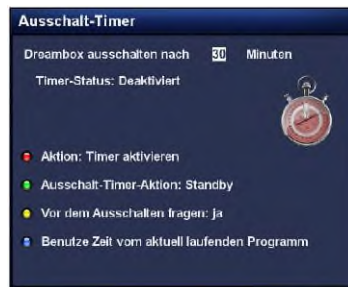 Ausschalt-Timer
Dreambox ausschalten nach 30 Minuten
Timer-Status: Deaktiviert
Aktion: Timer aktivieren
Ausschalt-Timer-Aktion: Standby
Vor dem Ausschalten fragen: ja
Benutze Zeit vom aktuell laufenden Programm